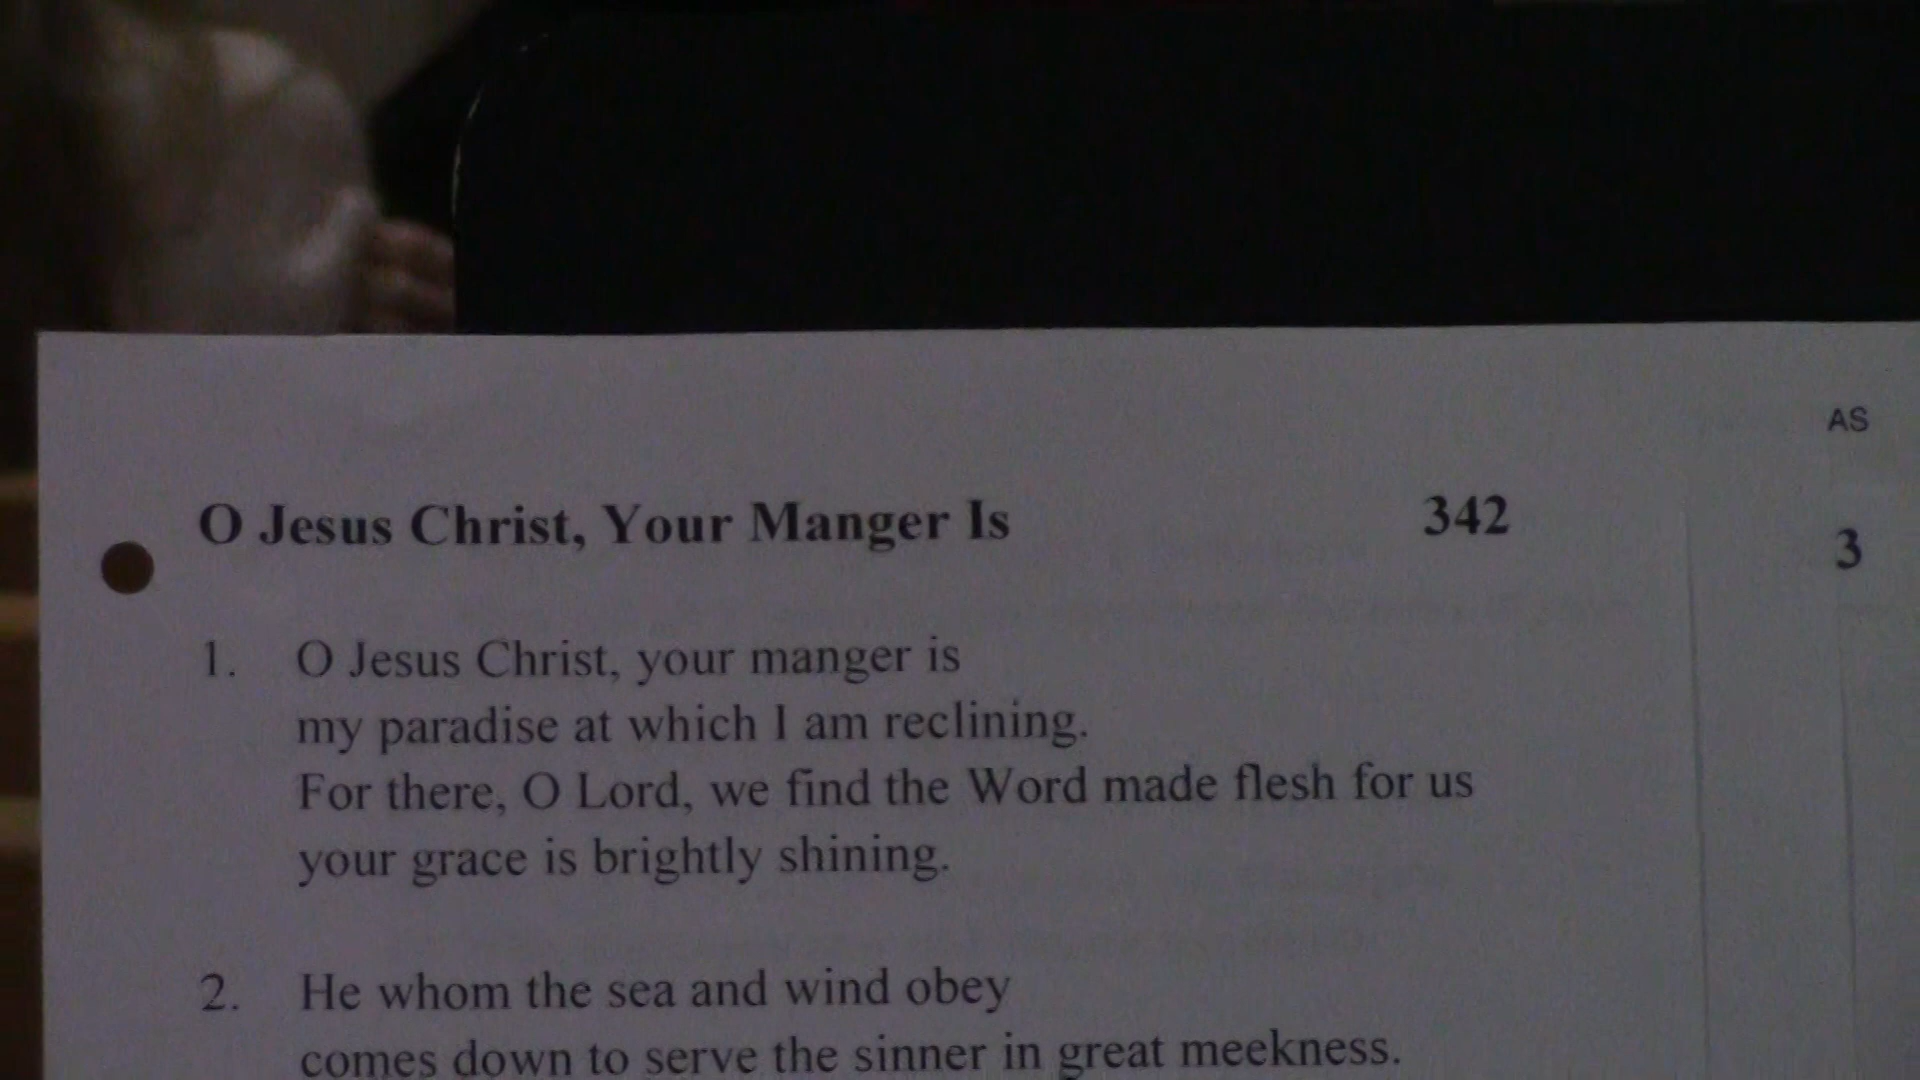 AS
O Jesus Christ, Your Manger Is 342
3
1. O Jesus Christ, your manger is
my paradise at which I am reclining.
For there, O Lord, we find the Word made flesh for us
your grace is brightly shining.
2. He whom the sea and wind obey
comes down to serve the sinner in great meekness.